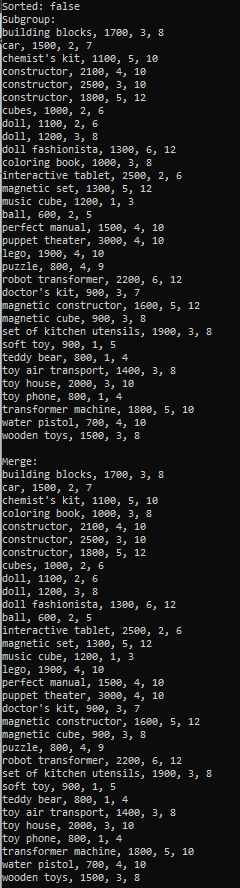 Sorted: false
Subgroup:
building blocks, 1700, 3, 8
car, 1500, 2, 7
chemist's kit, 1100, 5, 10
constructor, 2100, 4, 10
constructor, 2500, 3, 10
constructor, 1800, 5, 12
cubes, 1000, 2, 6
doll, 1100, 2, 6
doll, 1200, 3, 8
doll fashionista, 1300, 6, 12
coloring book, 1000, 3, 8
interactive tablet, 2500, 2, 6
magnetic set, 1300, 5, 12
music cube, 1200, 1, 3
ball, 600, 2, 5
perfect manual, 1500, 4, 10
puppet theater, 3000, 4, 10
lego, 1900, 4, 10
puzzle, 800, 4, 9
robot transformer, 2200, 6, 12
doctor's kit, 900, 3, 7
magnetic constructor, 1600, 5, 12
magnetic cube, 900, 3, 8
set of kitchen utensils, 1900, 3, 8
soft toy, 900, 1, 5
teddy bear, 800, 1, 4
toy air transport, 1400, 3, 8
toy house, 2000, 3, 10
toy phone, 800, 1, 4
transformer machine, 1800, 5, 10
water pistol, 700, 4, 10
wooden toys, 1500, 3, 8

Merge:
building blocks, 1700, 3, 8
car, 1500, 2, 7
chemist's kit, 1100, 5, 10
coloring book, 1000, 3, 8
constructor, 2100, 4, 10
constructor, 2500, 3, 10
constructor, 1800, 5, 12
cubes, 1000, 2, 6
doll, 1100, 2, 6
doll, 1200, 3, 8
doll fashionista, 1300, 6, 12
ball, 600, 2, 5
interactive tablet, 2500, 2, 6
magnetic set, 1300, 5, 12
music cube, 1200, 1, 3
lego, 1900, 4, 10
perfect manual, 1500, 4, 10
puppet theater, 3000, 4, 10
doctor's kit, 900, 3, 7
magnetic constructor, 1600, 5, 12
magnetic cube, 900, 3, 8
puzzle, 800, 4, 9
robot transformer, 2200, 6, 12
set of kitchen utensils, 1900, 3, 8
soft toy, 900, 1, 5
teddy bear, 800, 1, 4
toy air transport, 1400, 3, 8
toy house, 2000, 3, 10
toy phone, 800, 1, 4
transformer machine, 1800, 5, 10
water pistol, 700, 4, 10
wooden toys, 1500, 3, 8